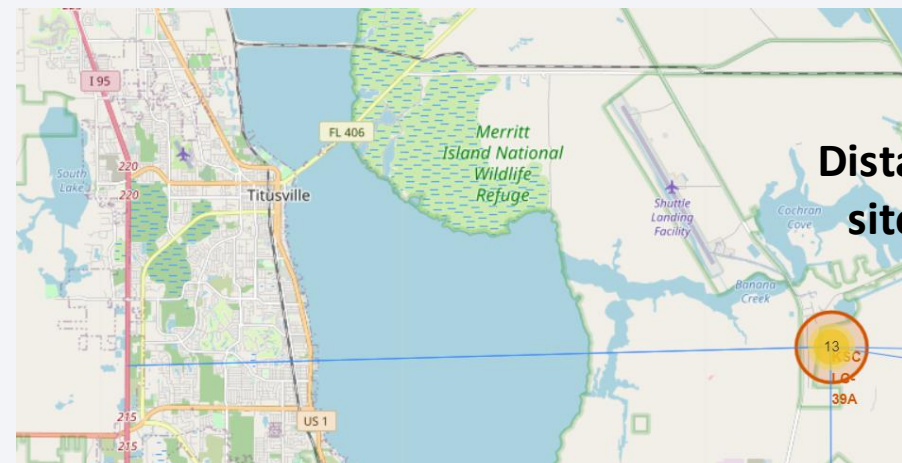 I 95
FL 406
Merritt
Island National
Wildlife
Refuge
Dista
site
South
Lake
220
220
Titusville
Shuttle
Landing
Facility
Cochran
Cove
Banana
Creek
13
KSC
LC-
39A
US 1
215
215